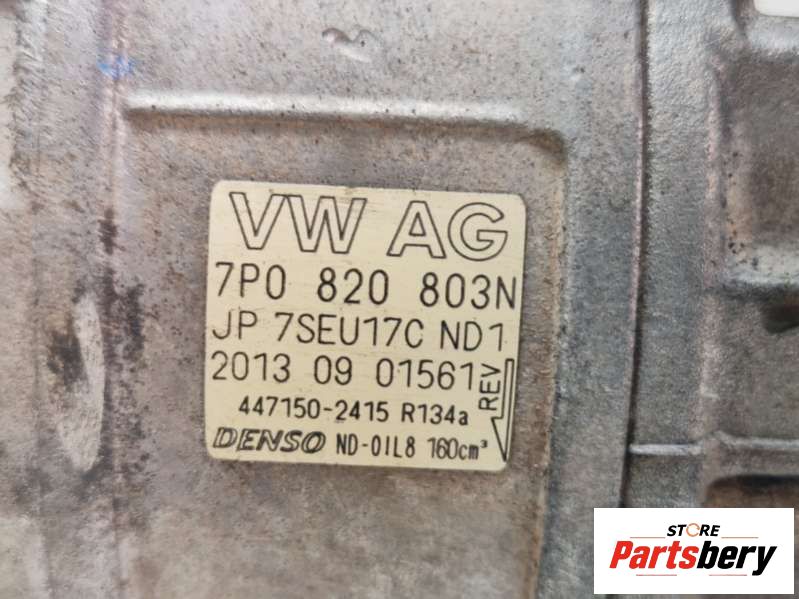 VW AG
7P0 820 803N
JP 7SEU17C ND1
2013 09 01561
REV
447150-2415 R134a
DENSO ND-OIL8 160cm³
STORE
Partsbery